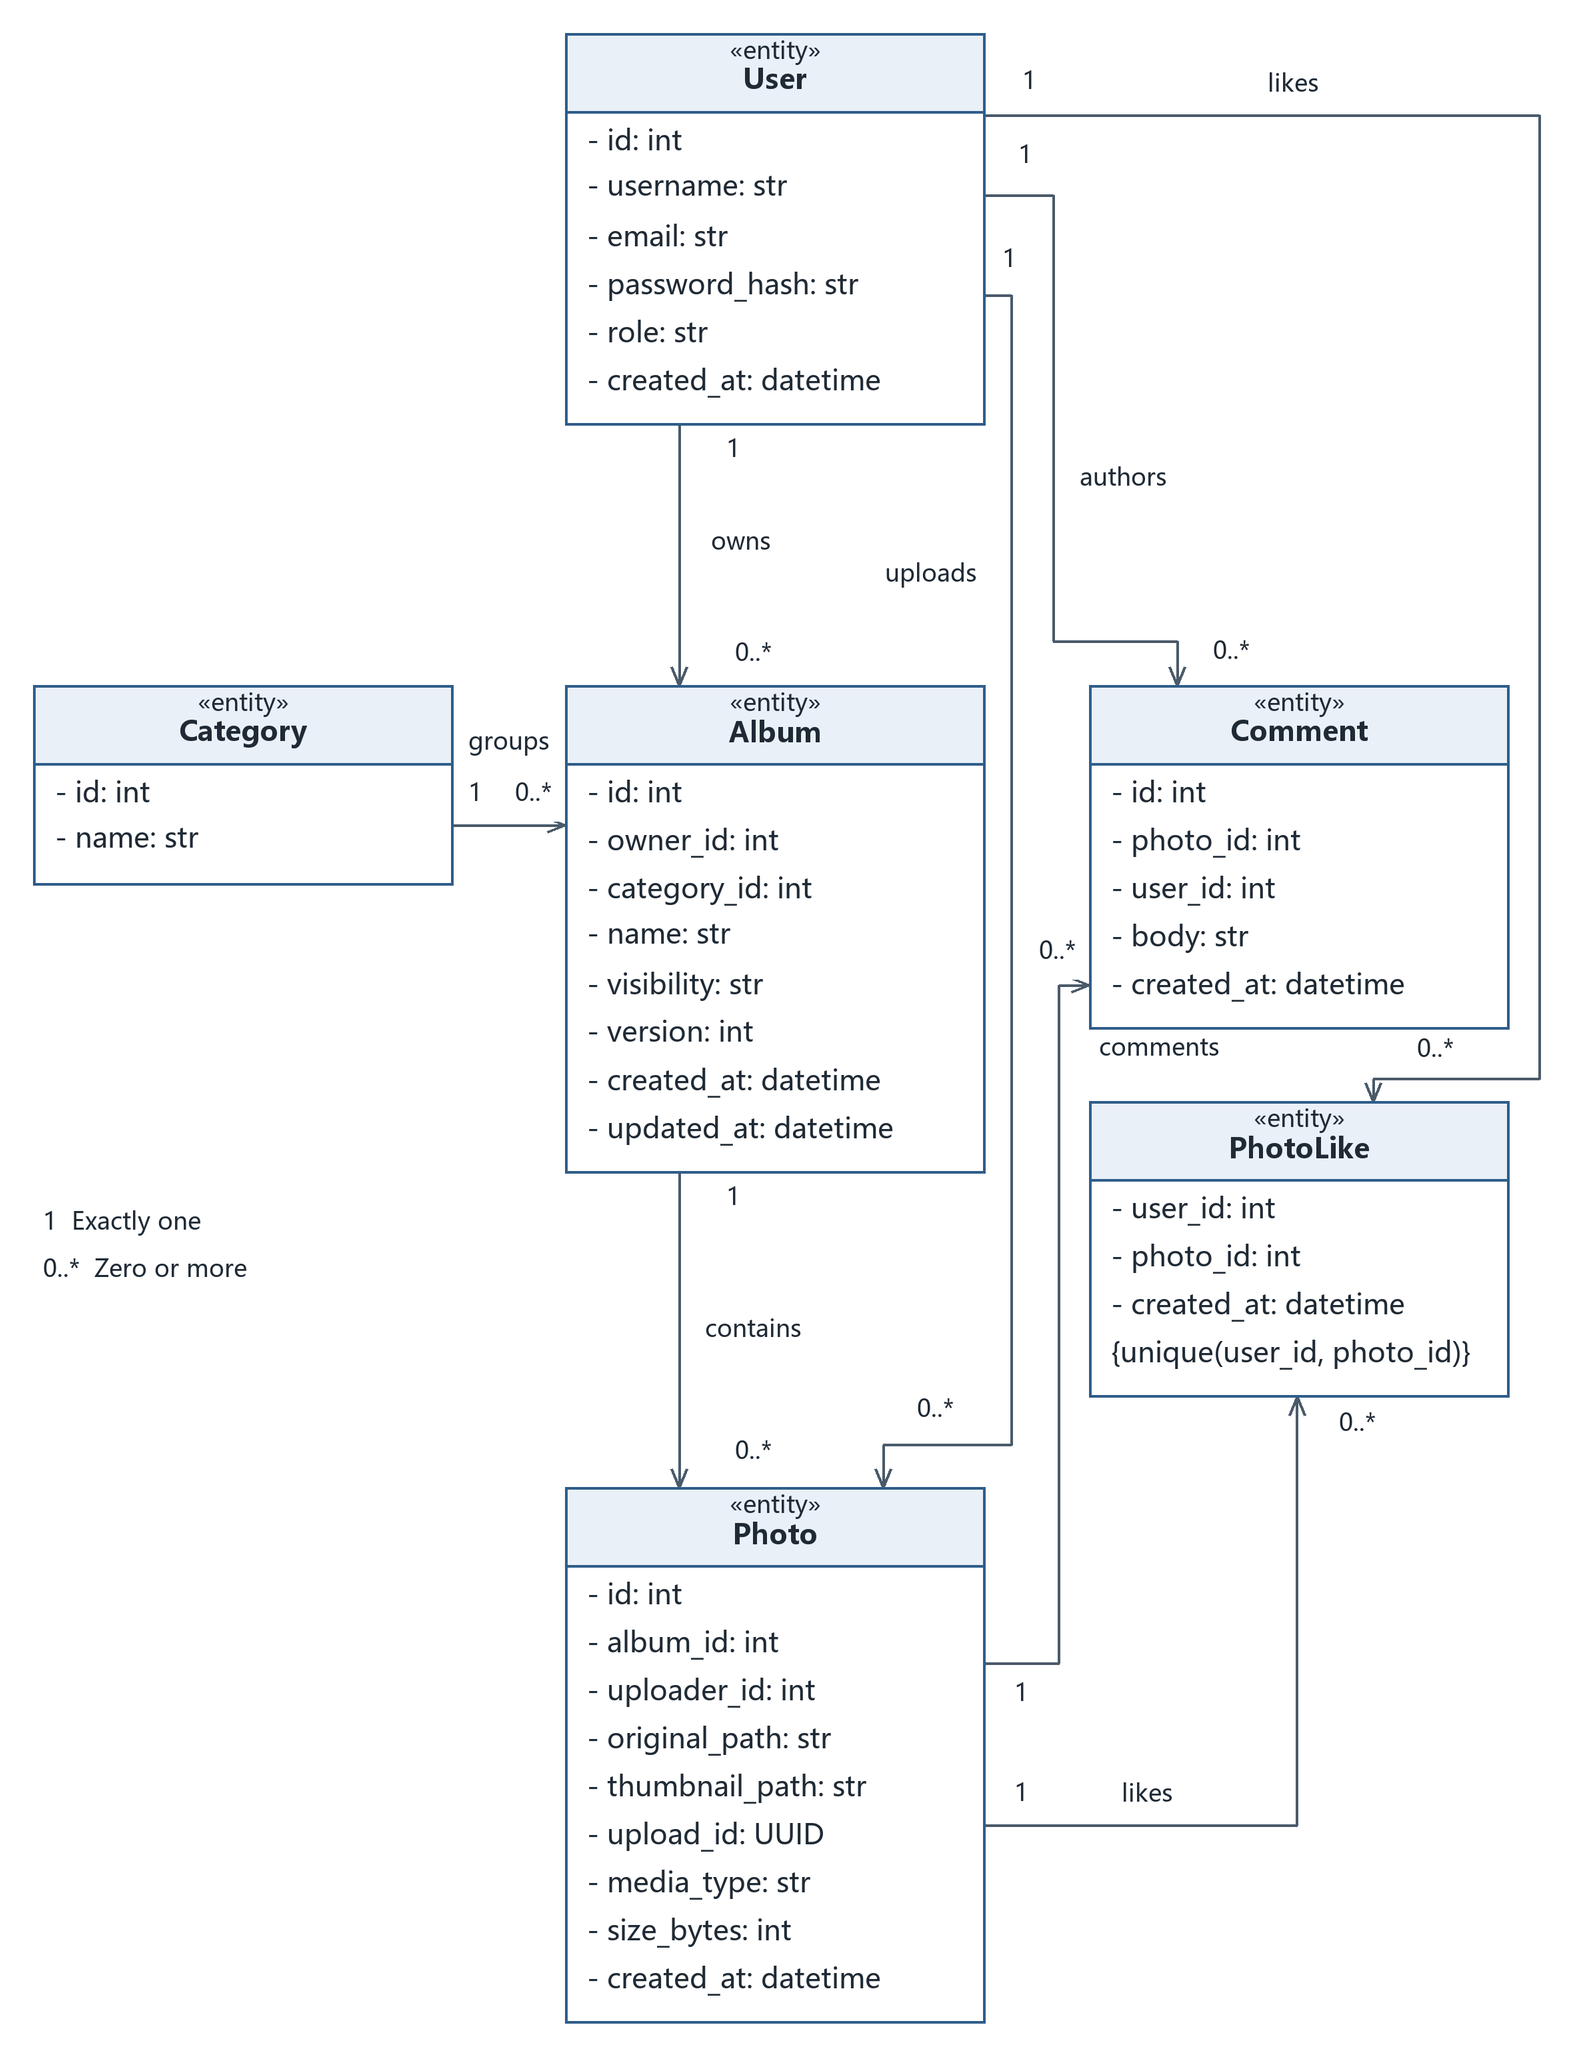 «entity»
User
- id: int
- username: str
- email: str
- password_hash: str
- role: str
- created_at: datetime
1
likes
1
1
authors
1
owns
uploads
0..*
0..*
«entity»
Category
- id: int
- name: str
groups
1
0..*
«entity»
Album
- id: int
- owner_id: int
- category_id: int
- name: str
- visibility: str
- version: int
- created_at: datetime
- updated_at: datetime
«entity»
Comment
- id: int
- photo_id: int
- user_id: int
- body: str
- created_at: datetime
0..*
comments
0..*
«entity»
PhotoLike
- user_id: int
- photo_id: int
- created_at: datetime
{unique(user_id, photo_id)}
0..*
1
1 Exactly one
0..* Zero or more
contains
0..*
0..*
«entity»
Photo
- id: int
- album_id: int
- uploader_id: int
- original_path: str
- thumbnail_path: str
- upload_id: UUID
- media_type: str
- size_bytes: int
- created_at: datetime
1
1
likes